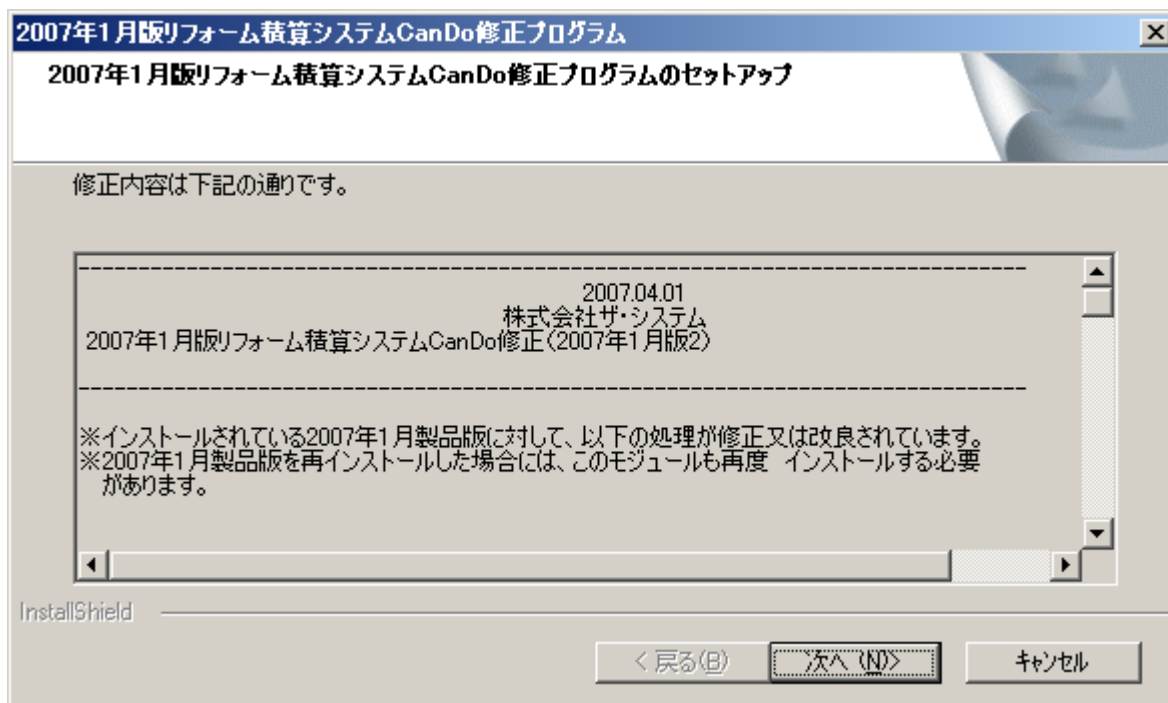 2007年1月版リフォーム積算システムCanDo修正プログラム
2007年1月版リフォーム積算システムCanDo修正プログラムのセットアップ
修正内容は下記の通りです。
-------------------------------------------------------------------------------
2007.04.01
株式会社ザ・システム
2007年1月版リフォーム積算システムCanDo修正(2007年1月版2)
-------------------------------------------------------------------------------
※インストールされている2007年1月製品版に対して、以下の処理が修正又は改良されています。
※2007年1月製品版を再インストールした場合には、このモジュールも再度 インストールする必要
があります。
InstallShield
< 戻る(B)
次へ (N)>
キャンセル